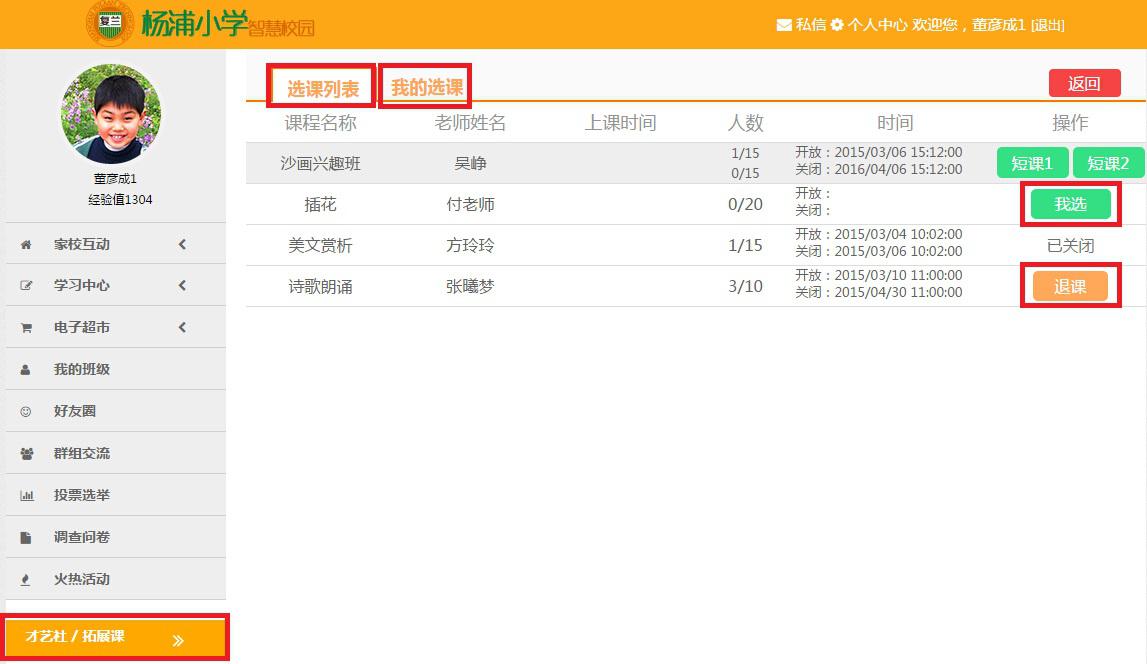 复兰 杨浦小学智慧校园
私信 个人中心 欢迎您，董彦成1 [退出]
董彦成1
经验值1304
家校互动
学习中心
电子超市
我的班级
好友圈
群组交流
投票选举
调查问卷
火热活动
才艺社 / 拓展课
选课列表 我的选课 返回
课程名称 老师姓名 上课时间 人数 时间 操作
沙画兴趣班 吴峥 1/15 0/15 开放：2015/03/06 15:12:00 关闭：2016/04/06 15:12:00 短课1 短课2
插花 付老师 0/20 开放： 关闭： 我选
美文赏析 方玲玲 1/15 开放：2015/03/04 10:02:00 关闭：2015/03/06 10:02:00 已关闭
诗歌朗诵 张曦梦 3/10 开放：2015/03/10 11:00:00 关闭：2015/04/30 11:00:00 退课